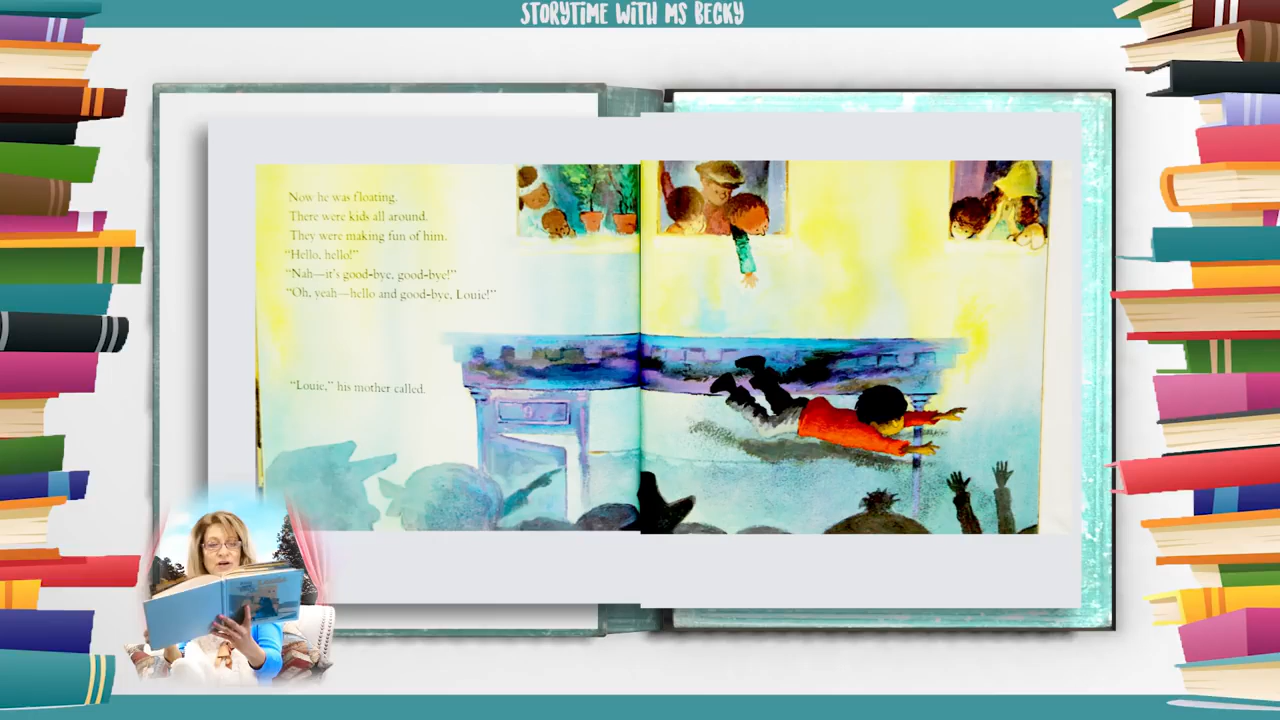 STORYTIME WITH MS BECKY
Now he was floating.
There were kids all around.
They were making fun of him.
“Hello, hello!”
“Nah—it's good-bye, good-bye!”
“Oh, yeah—hello and good-bye, Louie!”
“Louie,” his mother called.